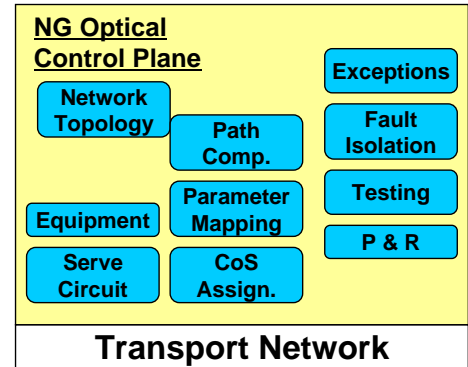 NG Optical
Control Plane
Network
Topology
Path
Comp.
Equipment
Parameter
Mapping
Serve
Circuit
CoS
Assign.
Exceptions
Fault
Isolation
Testing
P & R
Transport Network